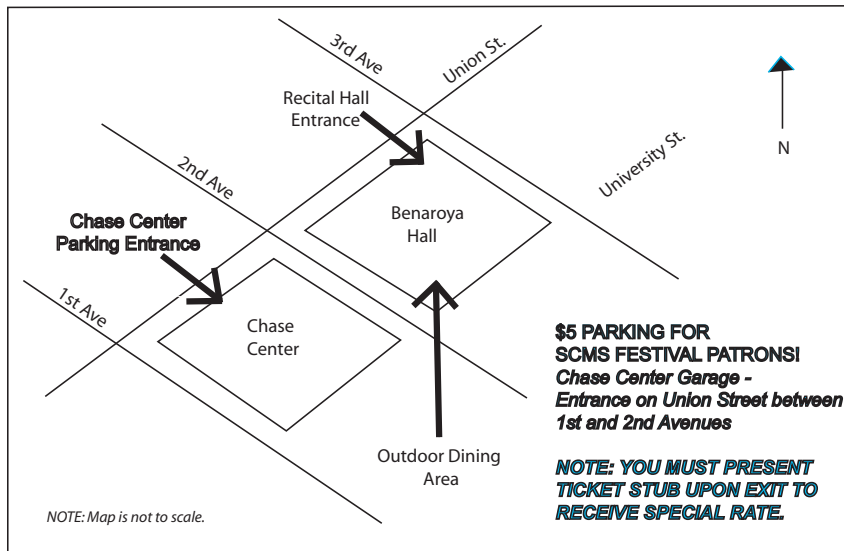 3rd Ave
Union St.
Recital Hall
Entrance
N
University St.
2nd Ave
Benaroya
Hall
Chase Center
Parking Entrance
1st Ave
Chase
Center
$5 PARKING FOR
SCMS FESTIVAL PATRONS!
Chase Center Garage -
Entrance on Union Street between
1st and 2nd Avenues
Outdoor Dining
Area
NOTE: YOU MUST PRESENT
TICKET STUB UPON EXIT TO
RECEIVE SPECIAL RATE.
NOTE: Map is not to scale.